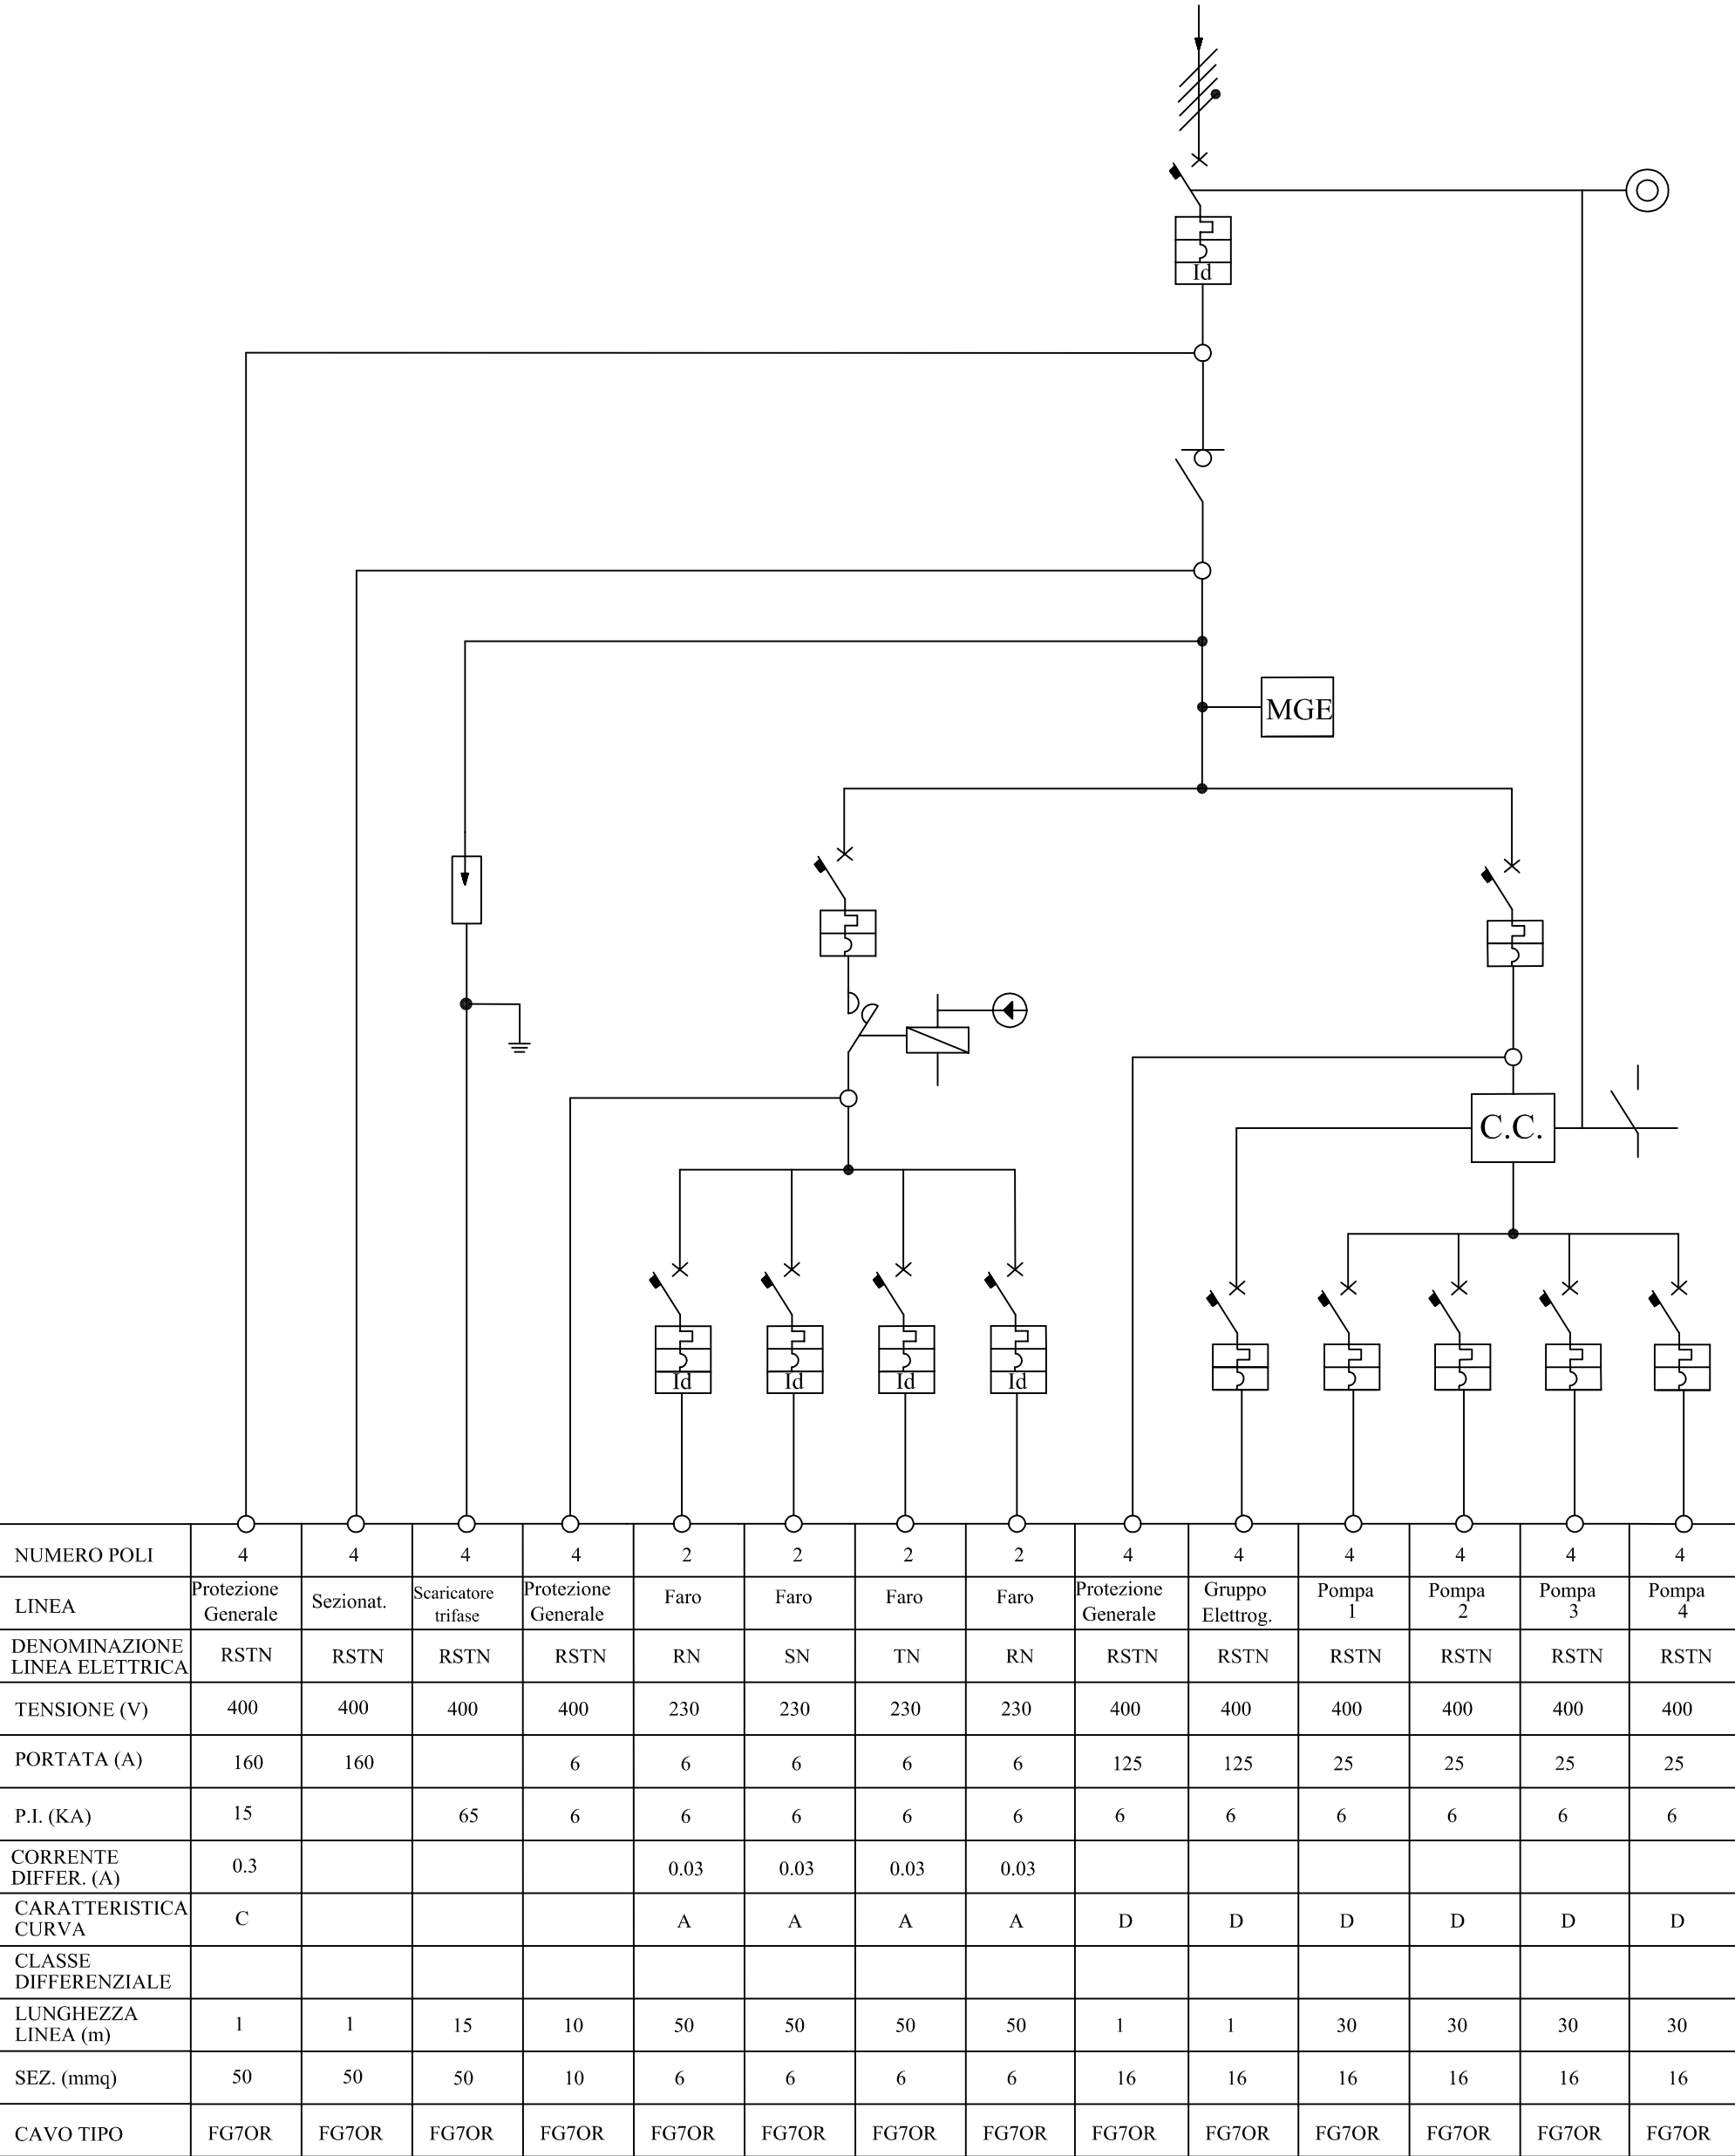 Id
MGE
C.C.
Id Id Id Id
NUMERO POLI 4 4 4 4 2 2 2 2 4 4 4 4 4 4
LINEA Protezione Generale Sezionat. Scaricatore trifase Protezione Generale Faro Faro Faro Faro Protezione Generale Gruppo Elettrog. Pompa 1 Pompa 2 Pompa 3 Pompa 4
DENOMINAZIONE LINEA ELETTRICA RSTN RSTN RSTN RSTN RN SN TN RN RSTN RSTN RSTN RSTN RSTN RSTN
TENSIONE (V) 400 400 400 400 230 230 230 230 400 400 400 400 400 400
PORTATA (A) 160 160 6 6 6 6 6 125 125 25 25 25 25
P.I. (KA) 15 65 6 6 6 6 6 6 6 6 6 6 6
CORRENTE DIFFER. (A) 0.3 0.03 0.03 0.03 0.03
CARATTERISTICA CURVA C A A A A D D D D D D
CLASSE DIFFERENZIALE
LUNGHEZZA LINEA (m) 1 1 15 10 50 50 50 50 1 1 30 30 30 30
SEZ. (mmq) 50 50 50 10 6 6 6 6 16 16 16 16 16 16
CAVO TIPO FG7OR FG7OR FG7OR FG7OR FG7OR FG7OR FG7OR FG7OR FG7OR FG7OR FG7OR FG7OR FG7OR FG7OR